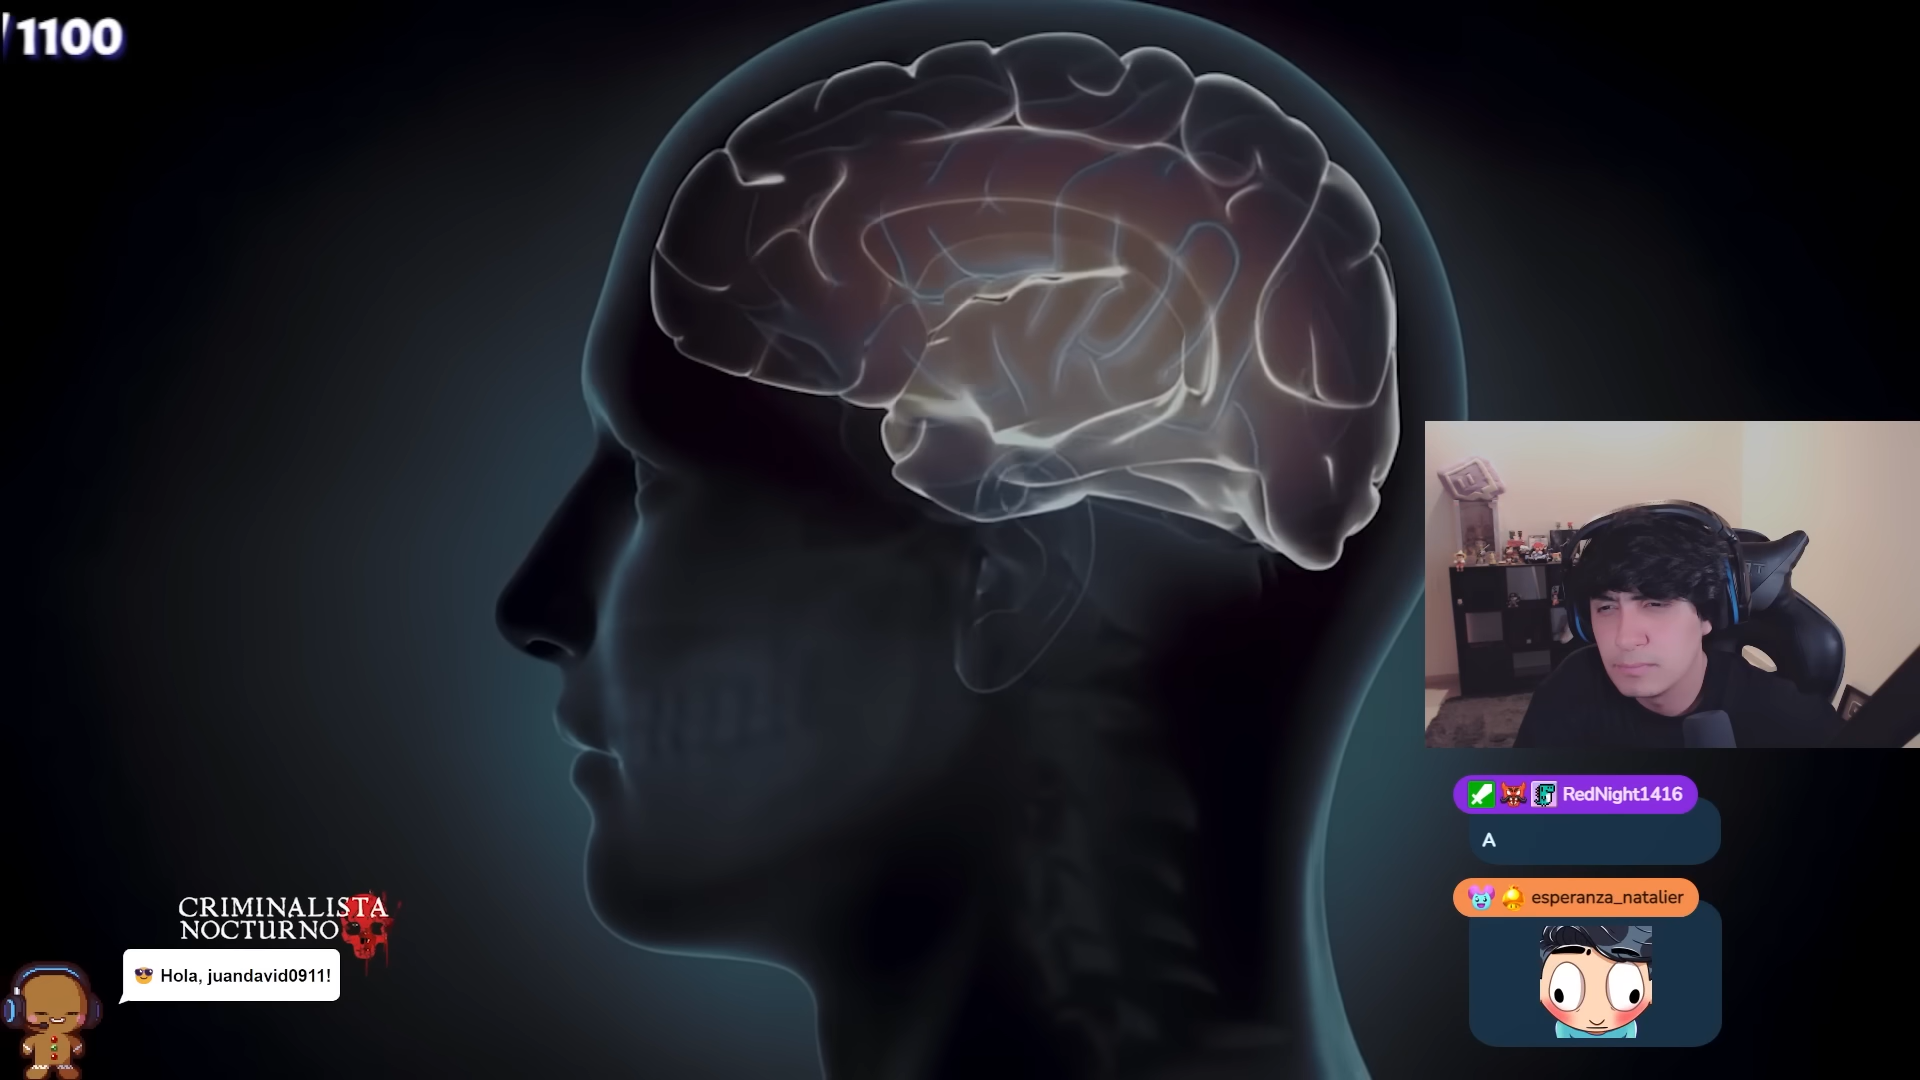 /1100
RedNight1416
A
esperanza_natalier
CRIMINALISTA
NOCTURNO
Hola, juandavid0911!